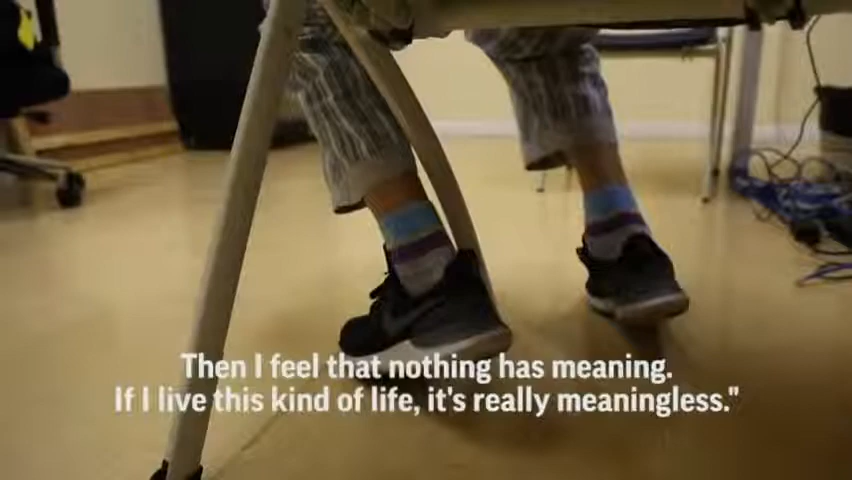 Then I feel that nothing has meaning.
If I live this kind of life, it's really meaningless."